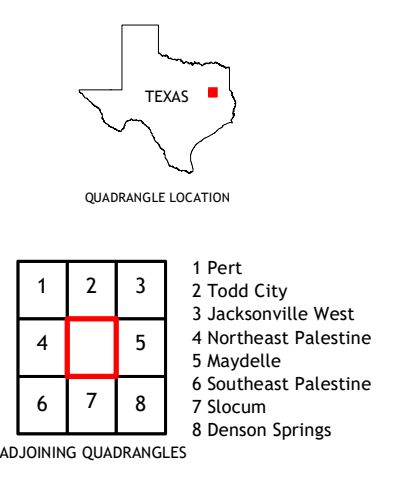 TEXAS
QUADRANGLE LOCATION
1 2 3
4 5
6 7 8
1 Pert
2 Todd City
3 Jacksonville West
4 Northeast Palestine
5 Maydelle
6 Southeast Palestine
7 Slocum
8 Denson Springs
ADJOINING QUADRANGLES